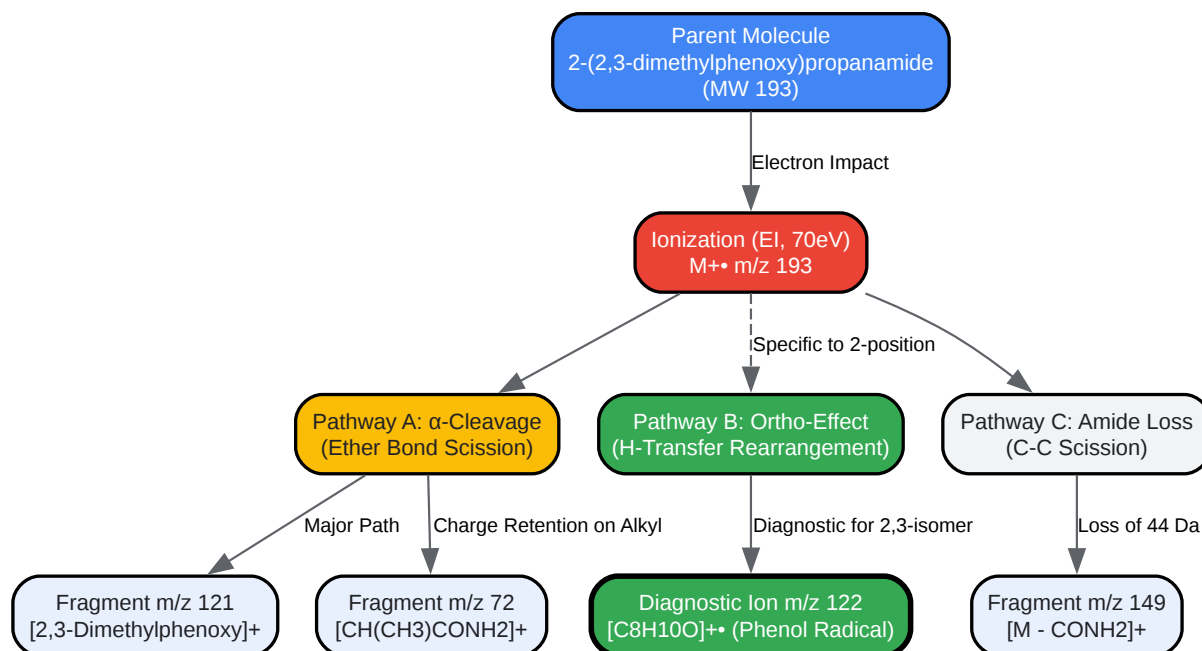 Parent Molecule
2-(2,3-dimethylphenoxy)propanamide
(MW 193)
Electron Impact
Ionization (EI, 70eV)
M+• m/z 193
Specific to 2-position
Pathway A: α-Cleavage
(Ether Bond Scission)
Pathway B: Ortho-Effect
(H-Transfer Rearrangement)
Pathway C: Amide Loss
(C-C Scission)
Major Path
Charge Retention on Alkyl
Diagnostic for 2,3-isomer
Loss of 44 Da
Fragment m/z 121
[2,3-Dimethylphenoxy]+
Fragment m/z 72
[CH(CH3)CONH2]+
Diagnostic Ion m/z 122
[C8H10O]+• (Phenol Radical)
Fragment m/z 149
[M - CONH2]+